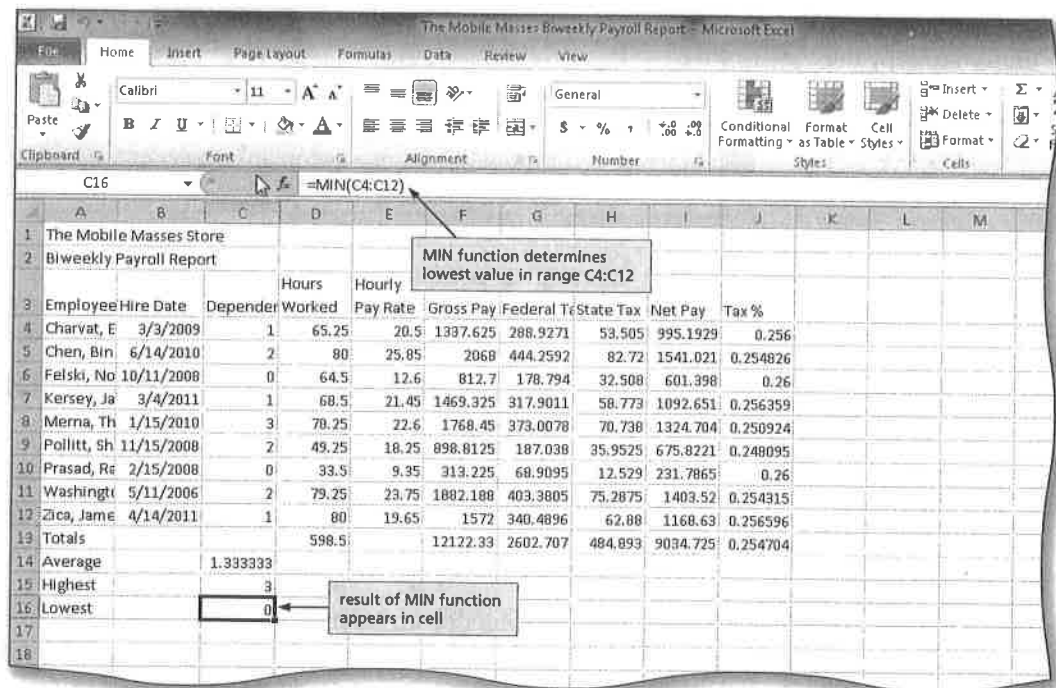 The Mobile Masses Biweekly Payroll Report - Microsoft Excel
File Home Insert Page Layout Formulas Data Review View
Paste
Clipboard
Calibri 11 A A
B I U A
Font
Alignment
General
$ % , .00 .0
Number
Conditional Formatting
Format as Table
Cell Styles
Styles
Insert
Delete
Format
Cells
Σ
C16 fx =MIN(C4:C12)
MIN function determines
lowest value in range C4:C12
A B C D E F G H I J K L M
1 The Mobile Masses Store
2 Biweekly Payroll Report
Hours Hourly
3 Employee Hire Date Depender Worked Pay Rate Gross Pay Federal Ta State Tax Net Pay Tax %
4 Charvat, E 3/3/2009 1 65.25 20.5 1337.625 288.9271 53.505 995.1929 0.256
5 Chen, Bin 6/14/2010 2 80 25.85 2068 444.2592 82.72 1541.021 0.254826
6 Felski, No 10/11/2008 0 64.5 12.6 812.7 178.794 32.508 601.398 0.26
7 Kersey, Ja 3/4/2011 1 68.5 21.45 1469.325 317.9011 58.773 1092.651 0.256359
8 Merna, Th 1/15/2010 3 78.25 22.6 1768.45 373.0078 70.738 1324.704 0.250924
9 Pollitt, Sh 11/15/2008 2 49.25 18.25 898.8125 187.038 35.9525 675.8221 0.248095
10 Prasad, Ra 2/15/2008 0 33.5 9.35 313.225 68.9095 12.529 231.7865 0.26
11 Washingt 5/11/2006 2 79.25 23.75 1882.188 403.3805 75.2875 1403.52 0.254315
12 Zica, Jame 4/14/2011 1 80 19.65 1572 340.4896 62.88 1168.63 0.256596
13 Totals 598.5 12122.33 2602.707 484.893 9034.725 0.254704
14 Average 1.333333
15 Highest 3
16 Lowest 0
result of MIN function
appears in cell
17
18